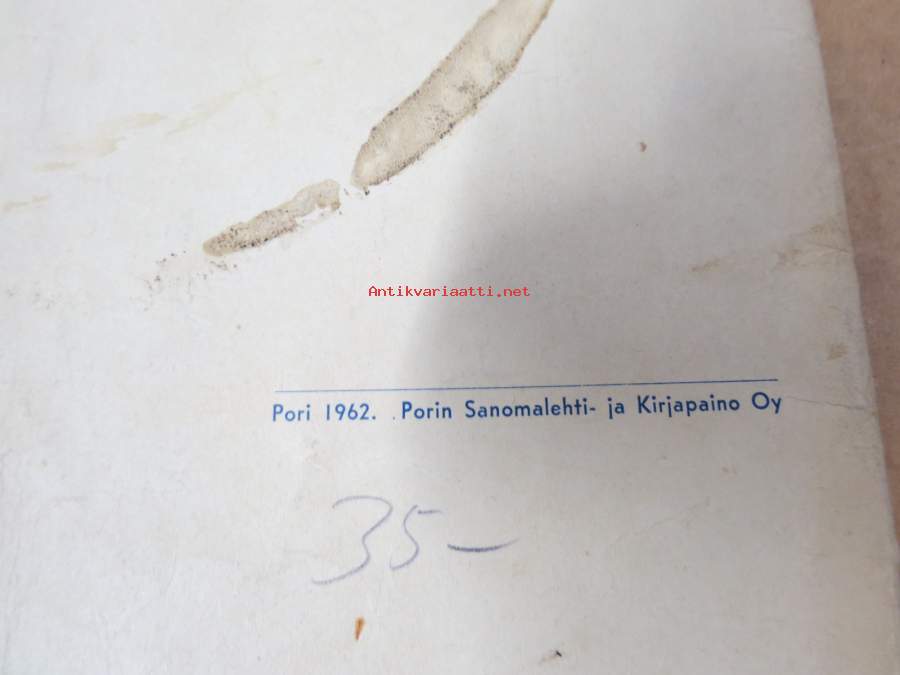 Antikvariaatti.net
Pori 1962. Porin Sanomalehti- ja Kirjapaino Oy
35–